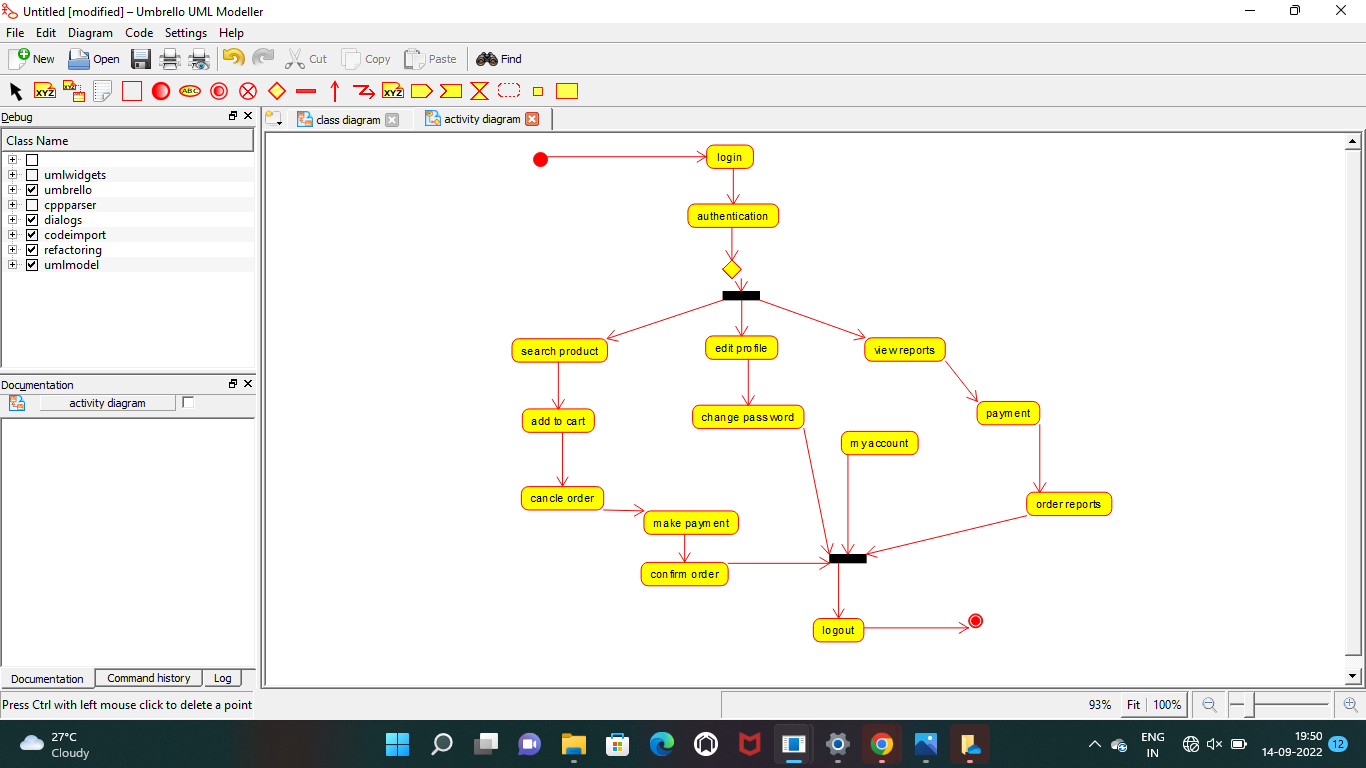 Untitled [modified] – Umbrello UML Modeller
File Edit Diagram Code Settings Help
New Open Cut Copy Paste Find
XYZ XYZ ABC XYZ
Debug
class diagram activity diagram
Class Name
umlwidgets
umbrello
cppparser
dialogs
codeimport
refactoring
umlmodel
login
authentication
search product edit profile view reports
add to cart change password payment
my account
cancle order order reports
make payment
confirm order
logout
Documentation
activity diagram
Documentation Command history Log
Press Ctrl with left mouse click to delete a point
93% Fit 100%
27°C
Cloudy
ENG
IN
19:50
14-09-2022
12